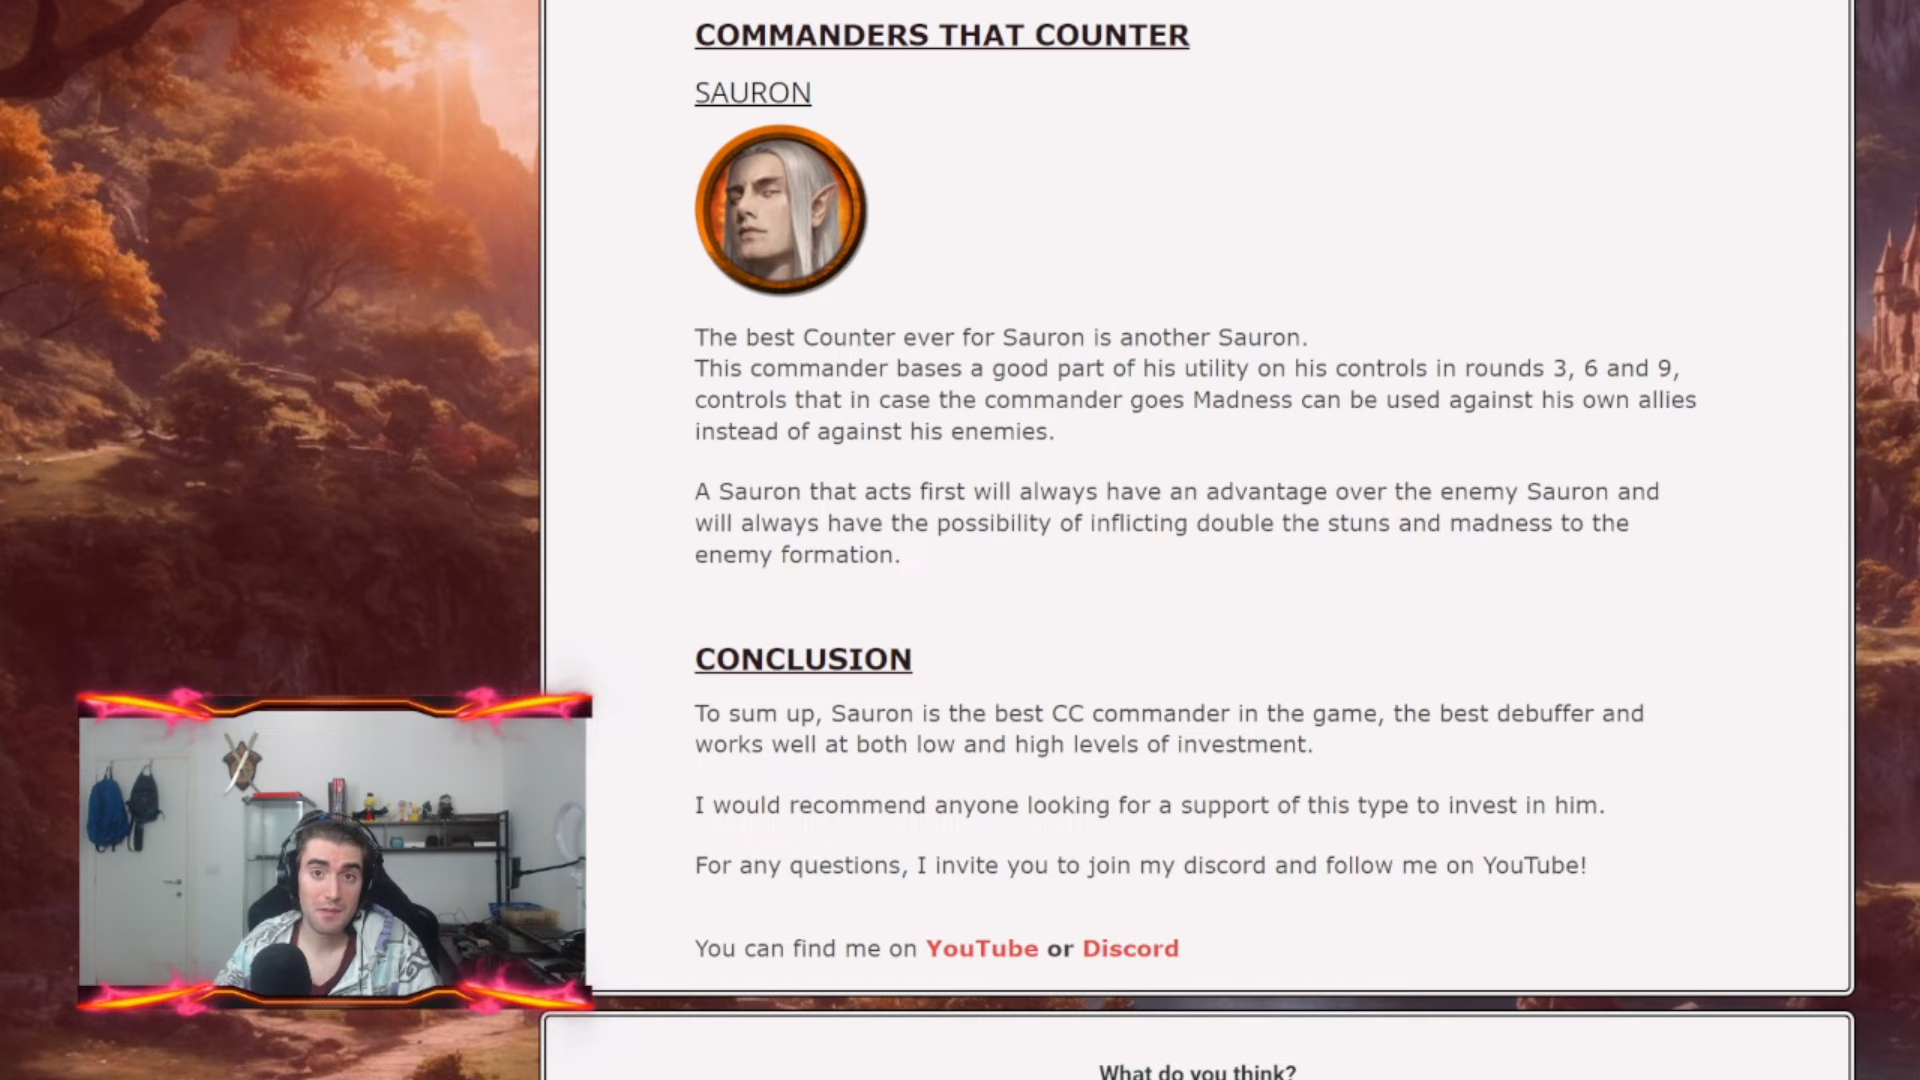 COMMANDERS THAT COUNTER
SAURON
The best Counter ever for Sauron is another Sauron.
This commander bases a good part of his utility on his controls in rounds 3, 6 and 9,
controls that in case the commander goes Madness can be used against his own allies
instead of against his enemies.
A Sauron that acts first will always have an advantage over the enemy Sauron and
will always have the possibility of inflicting double the stuns and madness to the
enemy formation.
CONCLUSION
To sum up, Sauron is the best CC commander in the game, the best debuffer and
works well at both low and high levels of investment.
I would recommend anyone looking for a support of this type to invest in him.
For any questions, I invite you to join my discord and follow me on YouTube!
You can find me on YouTube or Discord
What do you think?